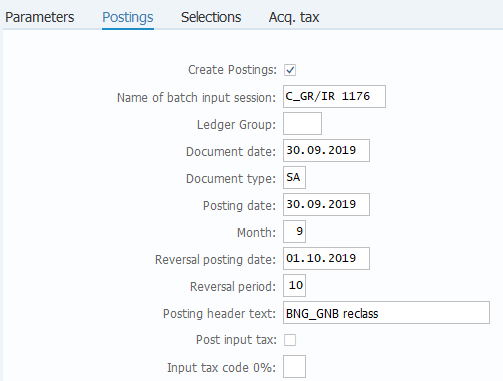 Parameters Postings Selections Acq. tax
Create Postings:
Name of batch input session: C_GR/IR 1176
Ledger Group:
Document date: 30.09.2019
Document type: SA
Posting date: 30.09.2019
Month: 9
Reversal posting date: 01.10.2019
Reversal period: 10
Posting header text: BNG_GNB reclass
Post input tax:
Input tax code 0%: